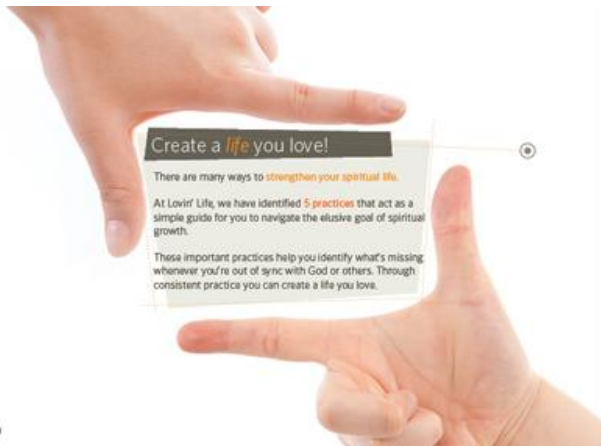 Create a life you love!
There are many ways to strengthen your spiritual life.
At Lovin' Life, we have identified 5 practices that act as a
simple guide for you to navigate the elusive goal of spiritual
growth.
These important practices help you identify what's missing
whenever you're out of sync with God or others. Through
consistent practice you can create a life you love.